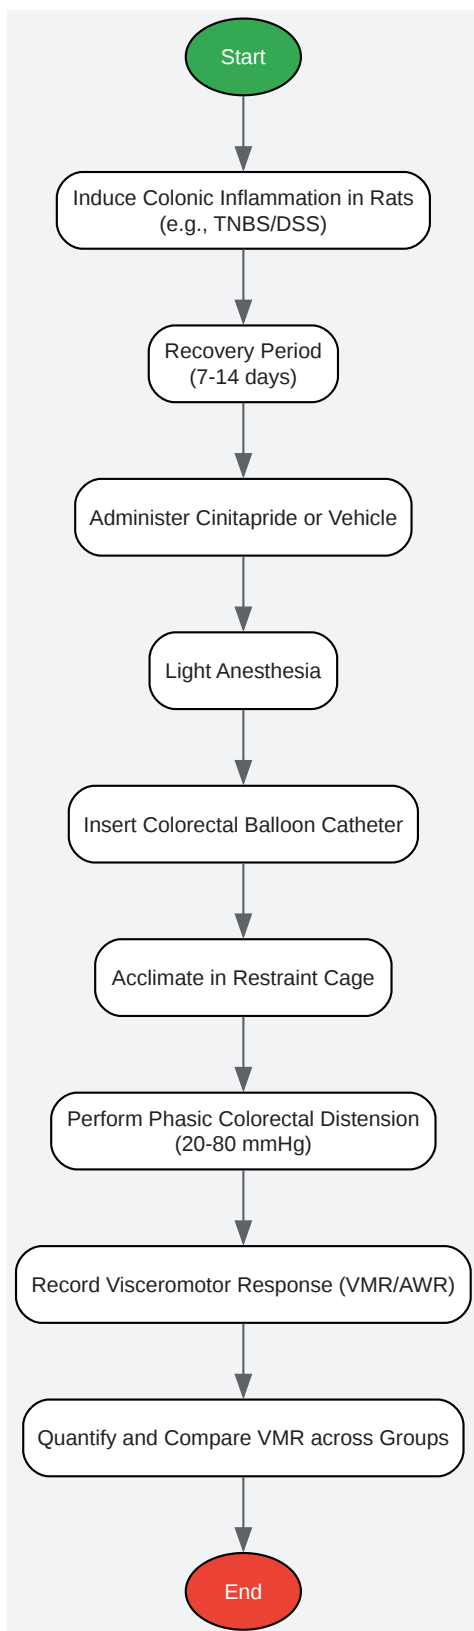 Start
Induce Colonic Inflammation in Rats
(e.g., TNBS/DSS)
Recovery Period
(7-14 days)
Administer Cinitapride or Vehicle
Light Anesthesia
Insert Colorectal Balloon Catheter
Acclimate in Restraint Cage
Perform Phasic Colorectal Distension
(20-80 mmHg)
Record Visceromotor Response (VMR/AWR)
Quantify and Compare VMR across Groups
End